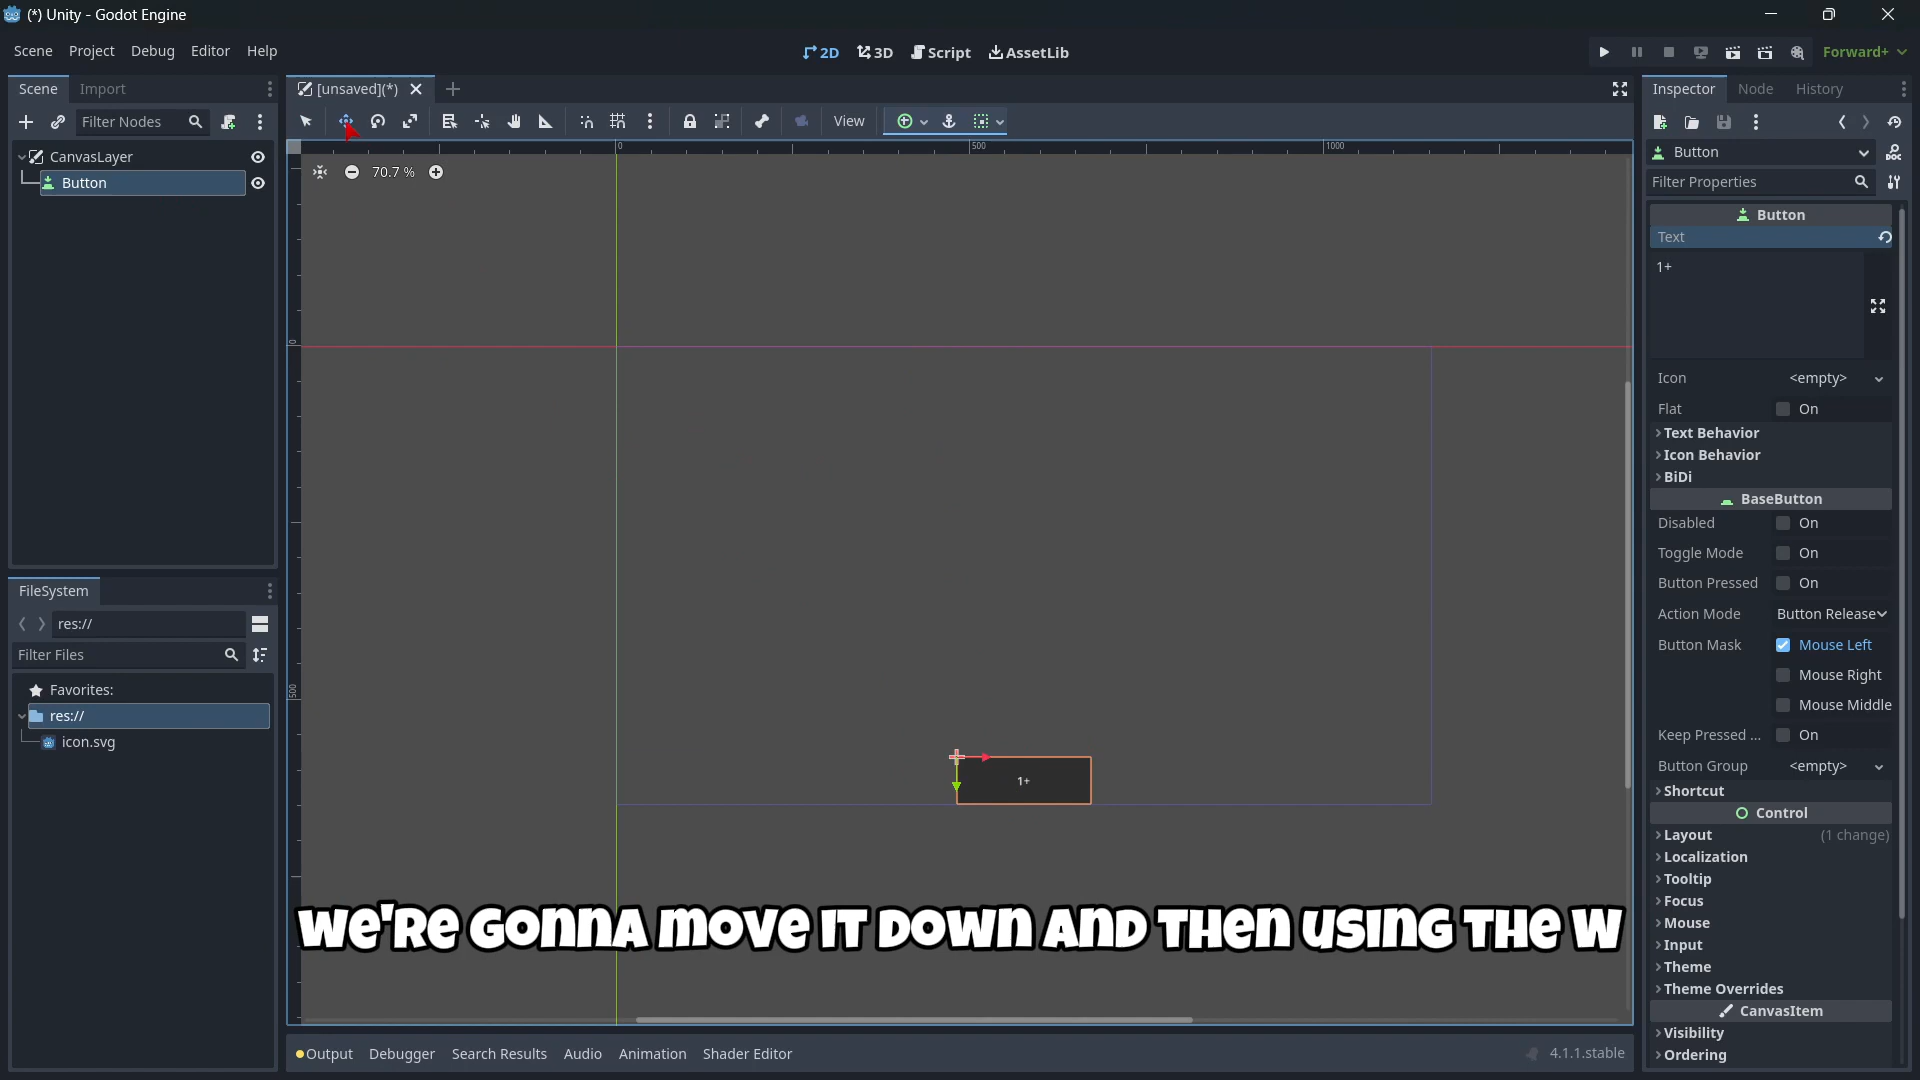 (*) Unity - Godot Engine
Scene Project Debug Editor Help
2D 3D Script AssetLib
Forward+
Scene Import
[unsaved](*)
Inspector Node History
Filter Nodes
View
CanvasLayer
Button
70.7 %
0
500
1000
0
500
1+
Button
Filter Properties
Button
Text
1+
Icon <empty>
Flat On
Text Behavior
Icon Behavior
BiDi
BaseButton
Disabled On
Toggle Mode On
Button Pressed On
Action Mode Button Release
Button Mask Mouse Left
Mouse Right
Mouse Middle
Keep Pressed ... On
Button Group <empty>
Shortcut
Control
Layout (1 change)
Localization
Tooltip
Focus
Mouse
Input
Theme
Theme Overrides
CanvasItem
Visibility
Ordering
FileSystem
res://
Filter Files
Favorites:
res://
icon.svg
We're gonna move it down and then using the W
Output Debugger Search Results Audio Animation Shader Editor
4.1.1.stable